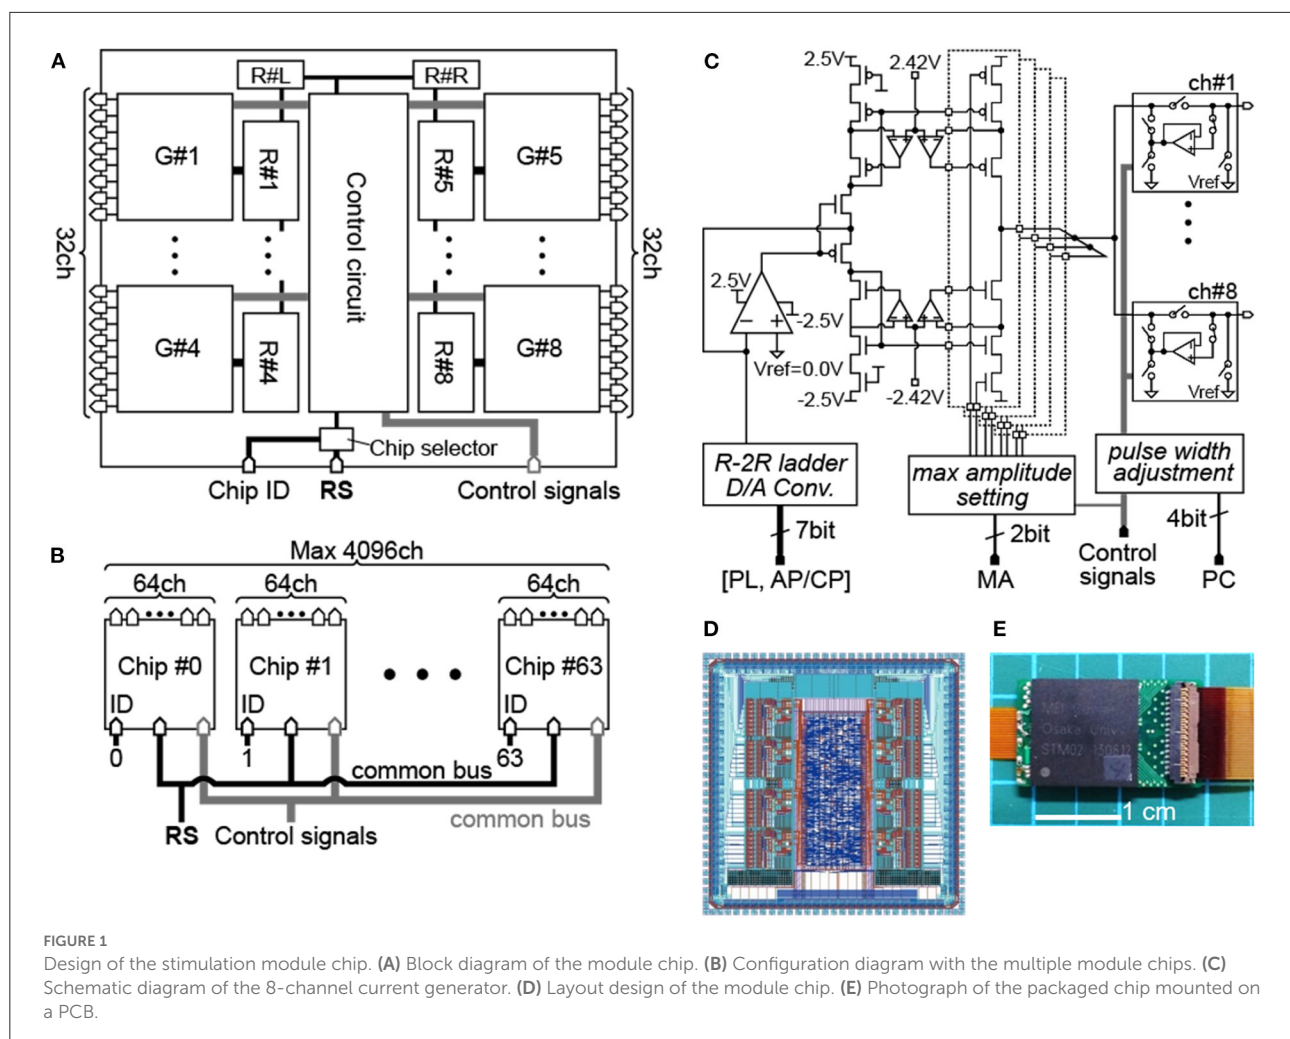 A
R#L
R#R
G#1
R#1
Control circuit
R#5
G#5
32ch
32ch
G#4
R#4
R#8
G#8
Chip selector
Chip ID
RS
Control signals
B
Max 4096ch
64ch
64ch
64ch
Chip #0
Chip #1
Chip #63
ID
ID
ID
0
1
63
common bus
RS
Control signals
common bus
C
2.5V
2.42V
ch#1
Vref
2.5V
-2.5V
Vref=0.0V
-2.5V
-2.42V
ch#8
Vref
R-2R ladder
D/A Conv.
max amplitude
setting
pulse width
adjustment
7bit
2bit
4bit
[PL, AP/CP]
MA
Control
signals
PC
D
E
Osaka Univ.
STM02 130812
1 cm
FIGURE 1
Design of the stimulation module chip. (A) Block diagram of the module chip. (B) Configuration diagram with the multiple module chips. (C)
Schematic diagram of the 8-channel current generator. (D) Layout design of the module chip. (E) Photograph of the packaged chip mounted on
a PCB.